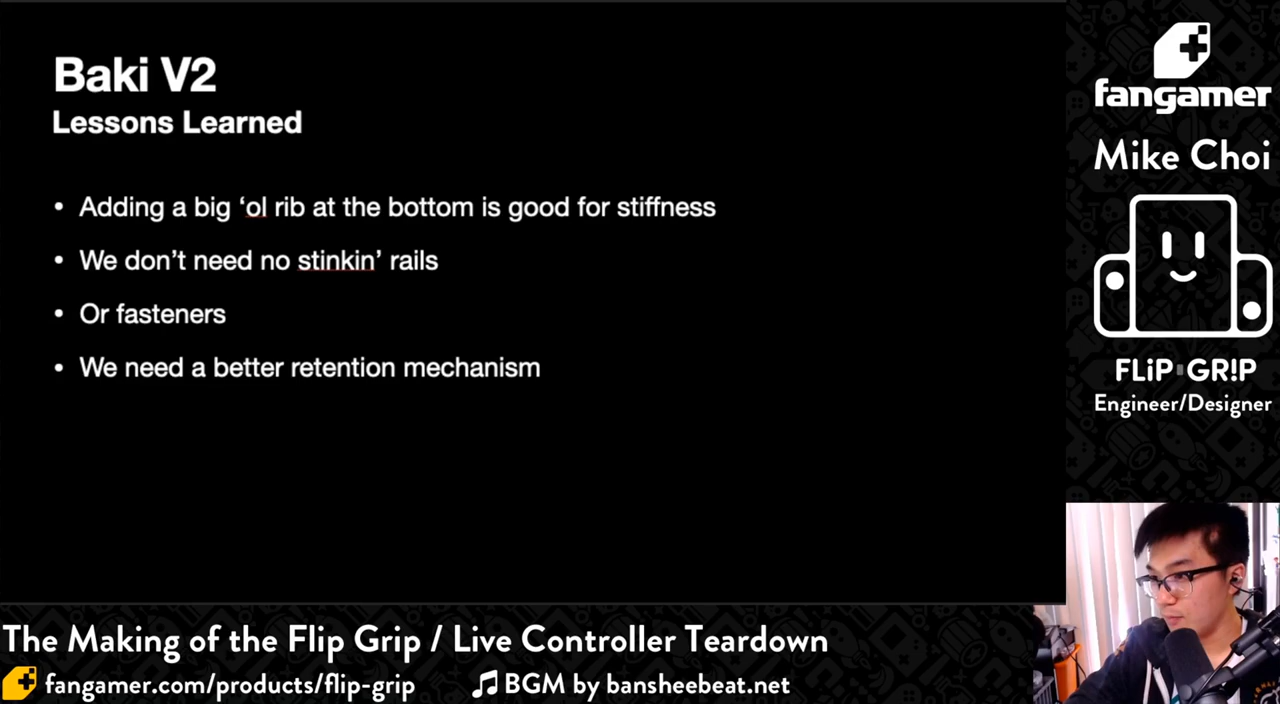 Baki V2
Lessons Learned
• Adding a big ‘ol rib at the bottom is good for stiffness
• We don’t need no stinkin’ rails
• Or fasteners
• We need a better retention mechanism
fangamer
Mike Choi
FLiP GR!P
Engineer/Designer
The Making of the Flip Grip / Live Controller Teardown
fangamer.com/products/flip-grip
BGM by bansheebeat.net